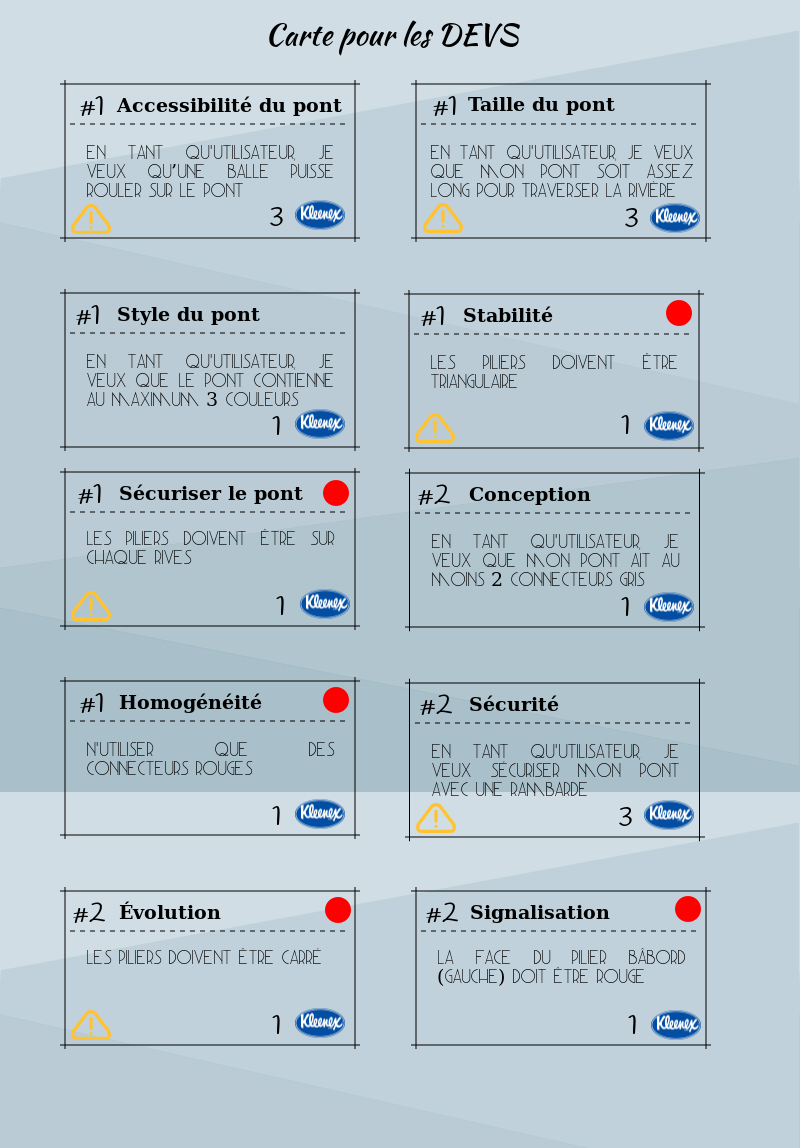 Carte pour les DEVS
#1 Accessibilité du pont
EN TANT QU'UTILISATEUR, JE
VEUX QU'UNE BALLE PUISSE
ROULER SUR LE PONT
3 Kleenex
#1 Taille du pont
EN TANT QU'UTILISATEUR, JE VEUX
QUE MON PONT SOIT ASSEZ
LONG POUR TRAVERSER LA RIVIÈRE
3 Kleenex
#1 Style du pont
EN TANT QU'UTILISATEUR, JE
VEUX QUE LE PONT CONTIENNE
AU MAXIMUM 3 COULEURS
1 Kleenex
#1 Stabilité
LES PILIERS DOIVENT ÊTRE
TRIANGULAIRE
1 Kleenex
#1 Sécuriser le pont
LES PILIERS DOIVENT ÊTRE SUR
CHAQUE RIVES
1 Kleenex
#2 Conception
EN TANT QU'UTILISATEUR, JE
VEUX QUE MON PONT AIT AU
MOINS 2 CONNECTEURS GRIS
1 Kleenex
#1 Homogénéité
N'UTILISER QUE DES
CONNECTEURS ROUGES
1 Kleenex
#2 Sécurité
EN TANT QU'UTILISATEUR, JE
VEUX SÉCURISER MON PONT
AVEC UNE RAMBARDE
3 Kleenex
#2 Évolution
LES PILIERS DOIVENT ÊTRE CARRÉ
1 Kleenex
#2 Signalisation
LA FACE DU PILIER BÂBORD
(GAUCHE) DOIT ÊTRE ROUGE
1 Kleenex